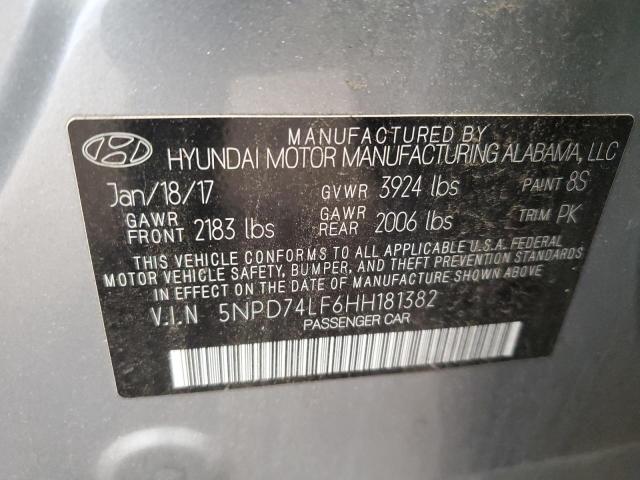 MANUFACTURED BY
HYUNDAI MOTOR MANUFACTURING ALABAMA, LLC
Jan/18/17 GVWR 3924 lbs PAINT 8S
GAWR FRONT 2183 lbs GAWR REAR 2006 lbs TRIM PK
THIS VEHICLE CONFORMS TO ALL APPLICABLE U.S.A. FEDERAL
MOTOR VEHICLE SAFETY, BUMPER, AND THEFT PREVENTION STANDARDS
IN EFFECT ON THE DATE OF MANUFACTURE SHOWN ABOVE.
V.I.N 5NPD74LF6HH181382
PASSENGER CAR